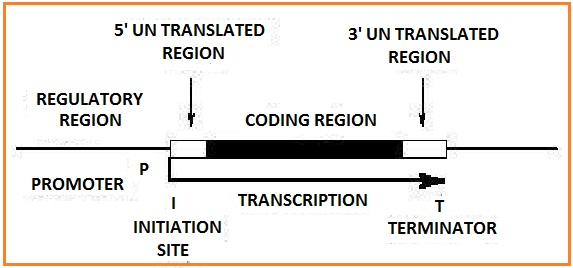 5' UN TRANSLATED
REGION
3' UN TRANSLATED
REGION
REGULATORY
REGION
CODING REGION
P
PROMOTER
TRANSCRIPTION
I
INITIATION
SITE
T
TERMINATOR